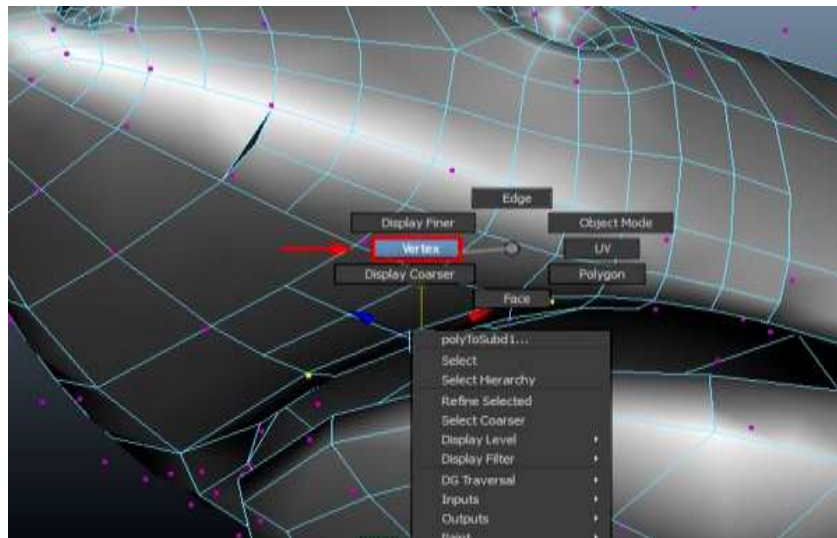 Edge
Display Finer
Object Mode
Vertex
UV
Display Coarser
Polygon
Face
polyToSubd1...
Select
Select Hierarchy
Refine Selected
Select Coarser
Display Level
Display Filter
DG Traversal
Inputs
Outputs
Paint